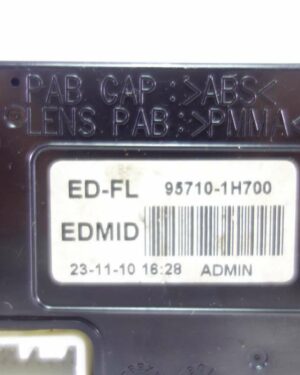 PAB CAP :>ABS<
LENS PAB:>PMMA<
ED-FL 95710-1H700
EDMID
23-11-10 16:28 ADMIN